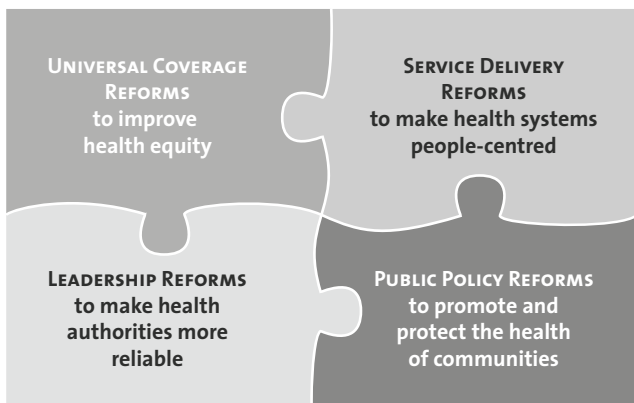 UNIVERSAL COVERAGE
REFORMS
to improve
health equity
SERVICE DELIVERY
REFORMS
to make health systems
people-centred
LEADERSHIP REFORMS
to make health
authorities more
reliable
PUBLIC POLICY REFORMS
to promote and
protect the health
of communities